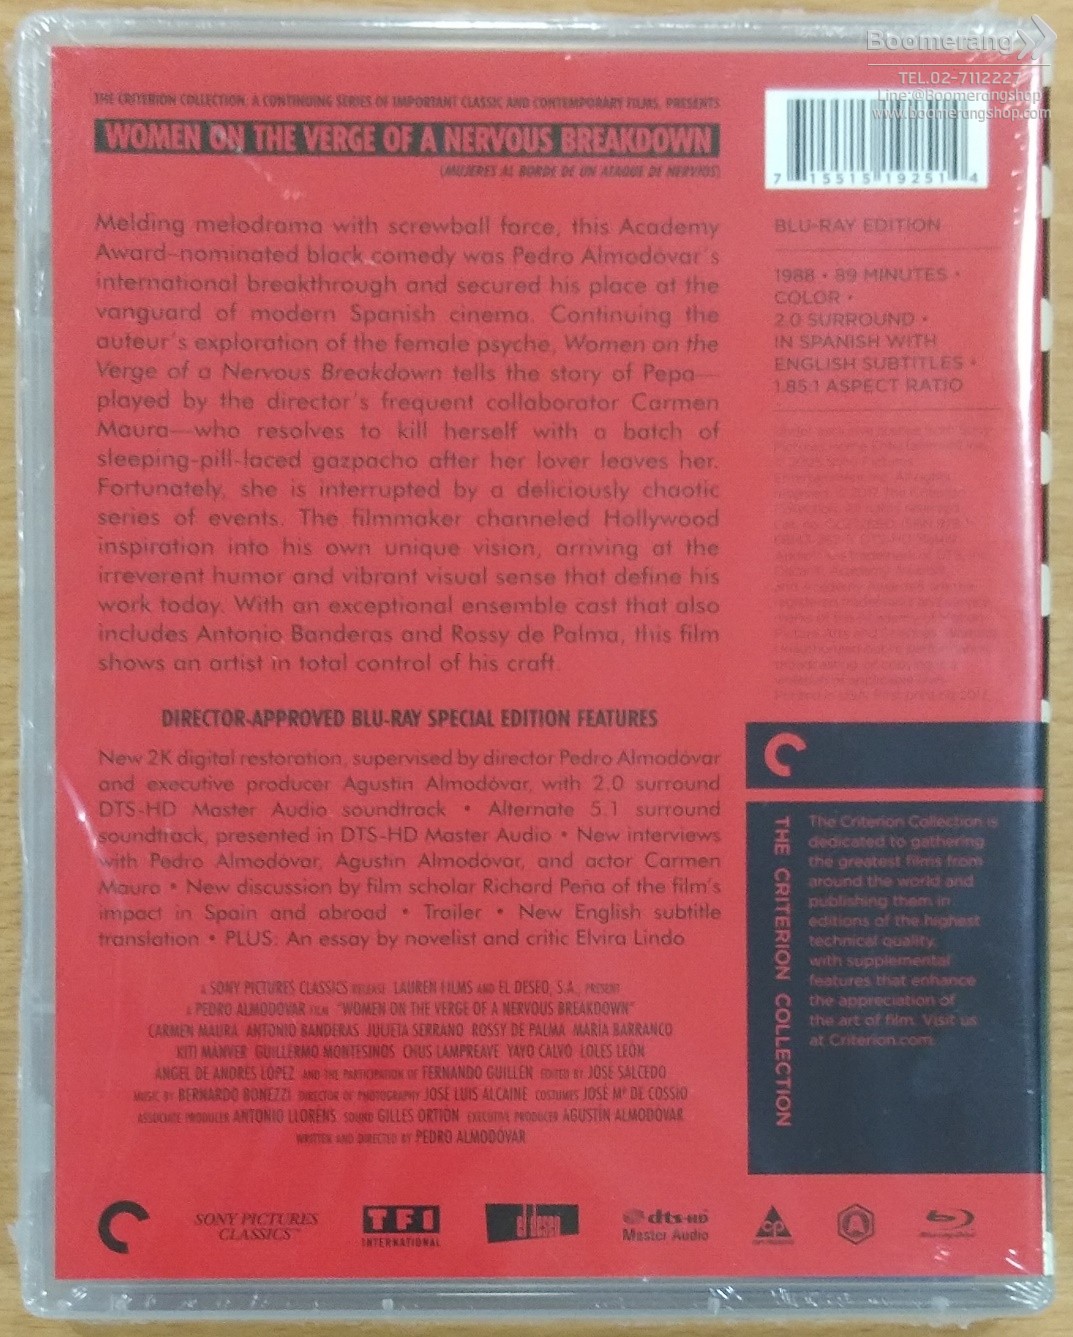 Boomerang
TEL.02-7112227
Line:@Boomerangshop
www.boomerangshop.com
THE CRITERION COLLECTION, A CONTINUING SERIES OF IMPORTANT CLASSIC AND CONTEMPORARY FILMS, PRESENTS
WOMEN ON THE VERGE OF A NERVOUS BREAKDOWN
(MUJERES AL BORDE DE UN ATAQUE DE NERVIOS)
Melding melodrama with screwball farce, this Academy
Award–nominated black comedy was Pedro Almodóvar's
international breakthrough and secured his place at the
vanguard of modern Spanish cinema. Continuing the
auteur's exploration of the female psyche, Women on the
Verge of a Nervous Breakdown tells the story of Pepa—
played by the director's frequent collaborator Carmen
Maura—who resolves to kill herself with a batch of
sleeping-pill-laced gazpacho after her lover leaves her.
Fortunately, she is interrupted by a deliciously chaotic
series of events. The filmmaker channeled Hollywood
inspiration into his own unique vision, arriving at the
irreverent humor and vibrant visual sense that define his
work today. With an exceptional ensemble cast that also
includes Antonio Banderas and Rossy de Palma, this film
shows an artist in total control of his craft.
DIRECTOR-APPROVED BLU-RAY SPECIAL EDITION FEATURES
New 2K digital restoration, supervised by director Pedro Almodóvar
and executive producer Agustín Almodóvar, with 2.0 surround
DTS-HD Master Audio soundtrack • Alternate 5.1 surround
soundtrack, presented in DTS-HD Master Audio • New interviews
with Pedro Almodóvar, Agustín Almodóvar, and actor Carmen
Maura • New discussion by film scholar Richard Peña of the film's
impact in Spain and abroad • Trailer • New English subtitle
translation • PLUS: An essay by novelist and critic Elvira Lindo
A SONY PICTURES CLASSICS RELEASE LAUREN FILMS AND EL DESEO, S.A., PRESENT
A PEDRO ALMODOVAR FILM "WOMEN ON THE VERGE OF A NERVOUS BREAKDOWN"
CARMEN MAURA ANTONIO BANDERAS JULIETA SERRANO ROSSY DE PALMA MARÍA BARRANCO
KITI MANVER GUILLERMO MONTESINOS CHUS LAMPREAVE YAYO CALVO LOLES LEÓN
ANGEL DE ANDRÉS LÓPEZ AND THE PARTICIPATION OF FERNANDO GUILLÉN EDITED BY JOSÉ SALCEDO
MUSIC BY BERNARDO BONEZZI DIRECTOR OF PHOTOGRAPHY JOSÉ LUIS ALCAINE COSTUMES JOSÉ Mª DE COSSIO
ASSOCIATE PRODUCER ANTONIO LLORÉNS SOUND GILLES ORTION EXECUTIVE PRODUCER AGUSTÍN ALMODÓVAR
WRITTEN AND DIRECTED BY PEDRO ALMODÓVAR
7 15515 19251 4
BLU-RAY EDITION
1988 • 89 MINUTES •
COLOR •
2.0 SURROUND •
IN SPANISH WITH
ENGLISH SUBTITLES •
1.85:1 ASPECT RATIO
THE CRITERION COLLECTION
The Criterion Collection is
dedicated to gathering
the greatest films from
around the world and
publishing them in
editions of the highest
technical quality,
with supplemental
features that enhance
the appreciation of
the art of film. Visit us
at Criterion.com.
SONY PICTURES
CLASSICS™
TF1
INTERNATIONAL
el deseo
dts-HD
Master Audio
CP
A
Blu-ray Disc